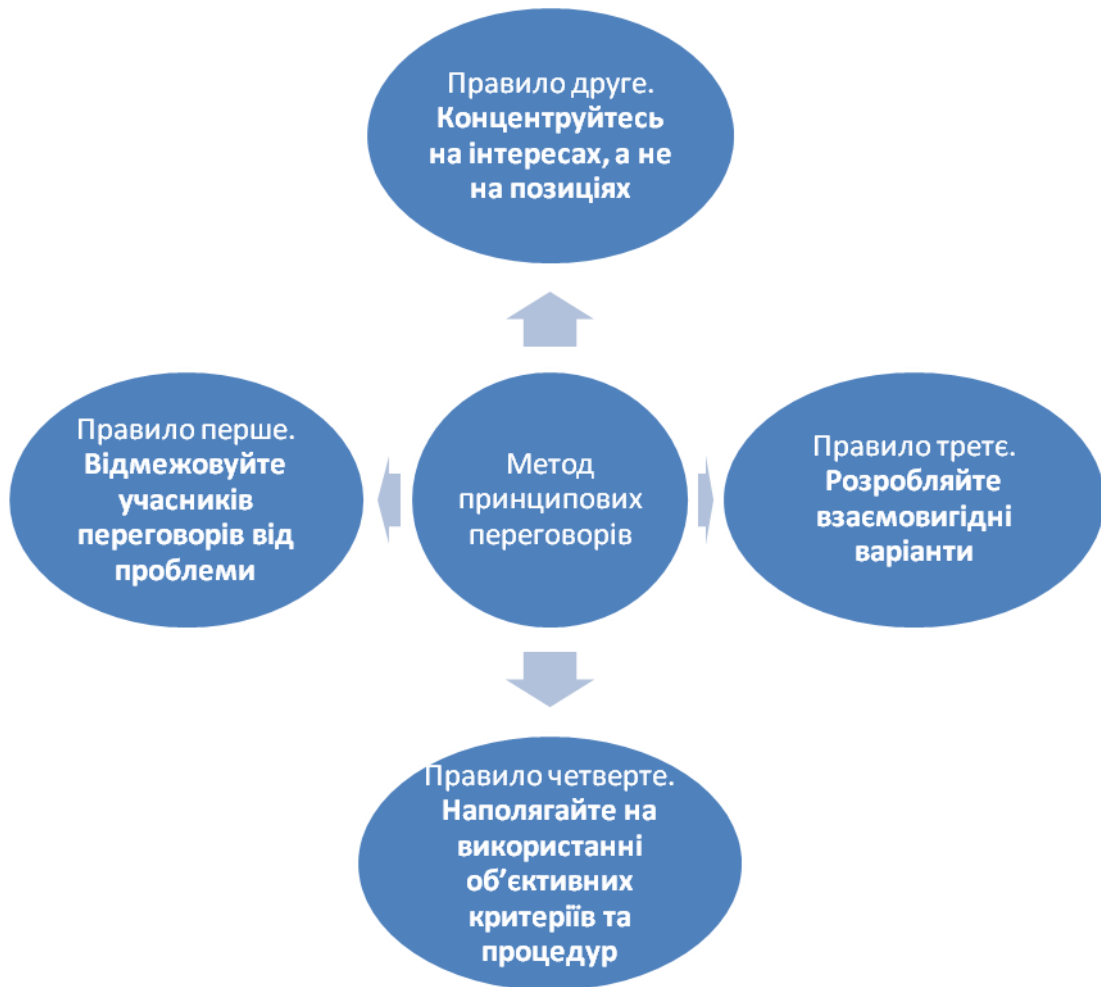 Правило друге.
Концентруйтесь
на інтересах, а не
на позиціях
Правило перше.
Відмежовуйте
учасників
переговорів від
проблеми
Метод
принципових
переговорів
Правило третє.
Розробляйте
взаємовигідні
варіанти
Правило четверте.
Наполягайте на
використанні
об’єктивних
критеріїв та
процедур